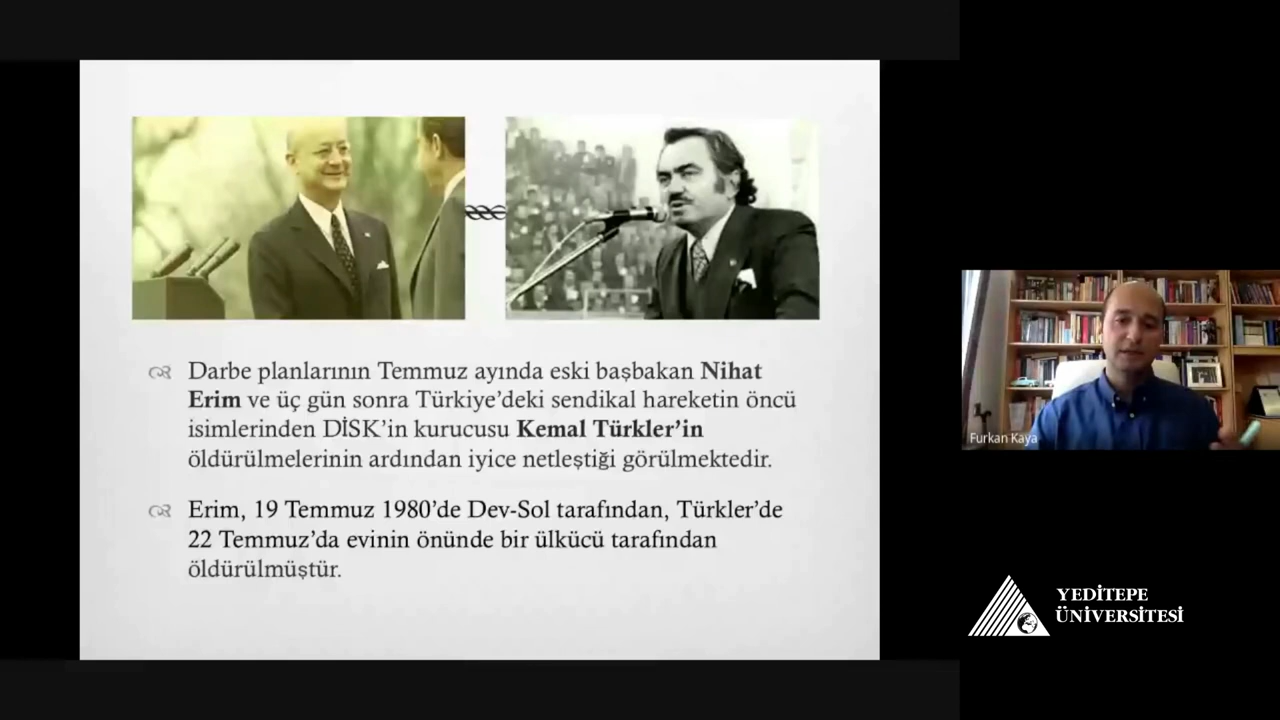 Darbe planlarının Temmuz ayında eski başbakan Nihat
Erim ve üç gün sonra Türkiye’deki sendikal hareketin öncü
isimlerinden DİSK’in kurucusu Kemal Türkler’in
öldürülmelerinin ardından iyice netleştiği görülmektedir.
Erim, 19 Temmuz 1980’de Dev-Sol tarafından, Türkler’de
22 Temmuz’da evinin önünde bir ülkücü tarafından
öldürülmüştür.
Furkan Kaya
YEDİTEPE
ÜNİVERSİTESİ